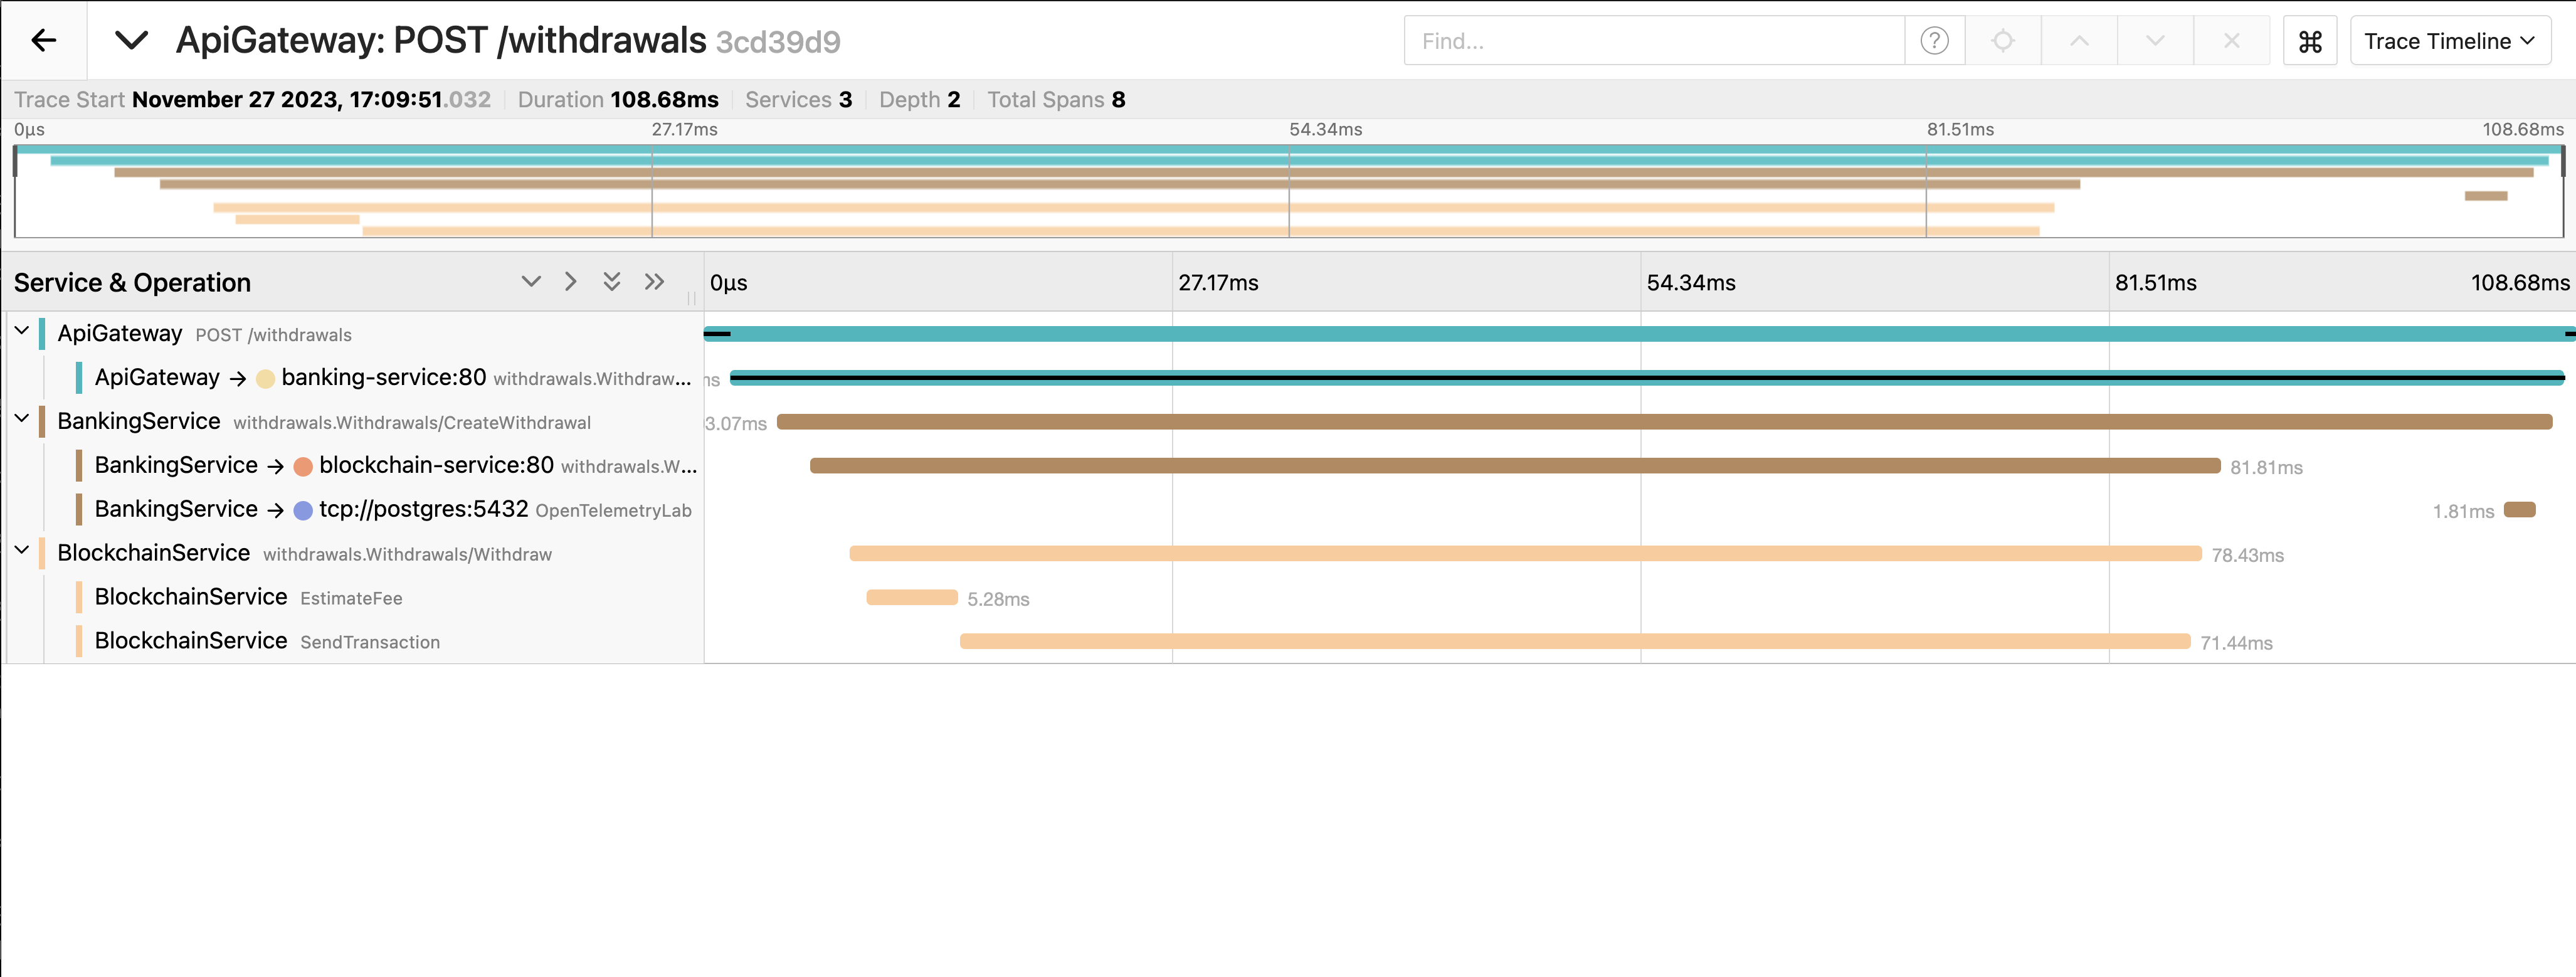 ApiGateway: POST /withdrawals 3cd39d9 Find... ? ⌘ Trace Timeline
Trace Start November 27 2023, 17:09:51.032 Duration 108.68ms Services 3 Depth 2 Total Spans 8
0μs 27.17ms 54.34ms 81.51ms 108.68ms
Service & Operation 0μs 27.17ms 54.34ms 81.51ms 108.68ms
ApiGateway POST /withdrawals
ApiGateway → banking-service:80 withdrawals.Withdraw...
BankingService withdrawals.Withdrawals/CreateWithdrawal 3.07ms
BankingService → blockchain-service:80 withdrawals.W... 81.81ms
BankingService → tcp://postgres:5432 OpenTelemetryLab 1.81ms
BlockchainService withdrawals.Withdrawals/Withdraw 78.43ms
BlockchainService EstimateFee 5.28ms
BlockchainService SendTransaction 71.44ms